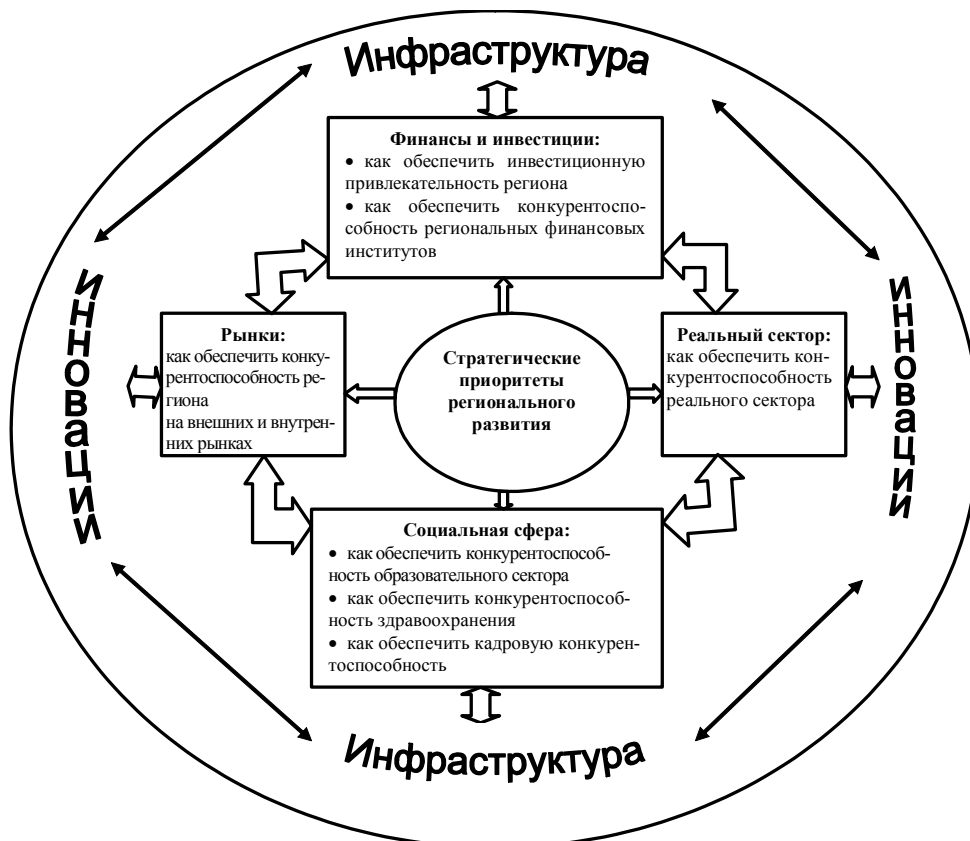 Инфраструктура
Финансы и инвестиции:
• как обеспечить инвестиционную
привлекательность региона
• как обеспечить конкурентоспо-
собность региональных финансовых
институтов
Инновации
Рынки:
как обеспечить конку-
рентоспособность ре-
гиона
на внешних и внутрен-
них рынках
Стратегические
приоритеты
регионального
развития
Реальный сектор:
как обеспечить кон-
курентоспособность
реального сектора
Инновации
Социальная сфера:
• как обеспечить конкурентоспособ-
ность образовательного сектора
• как обеспечить конкурентоспособ-
ность здравоохранения
• как обеспечить кадровую конкурен-
тоспособность
Инфраструктура